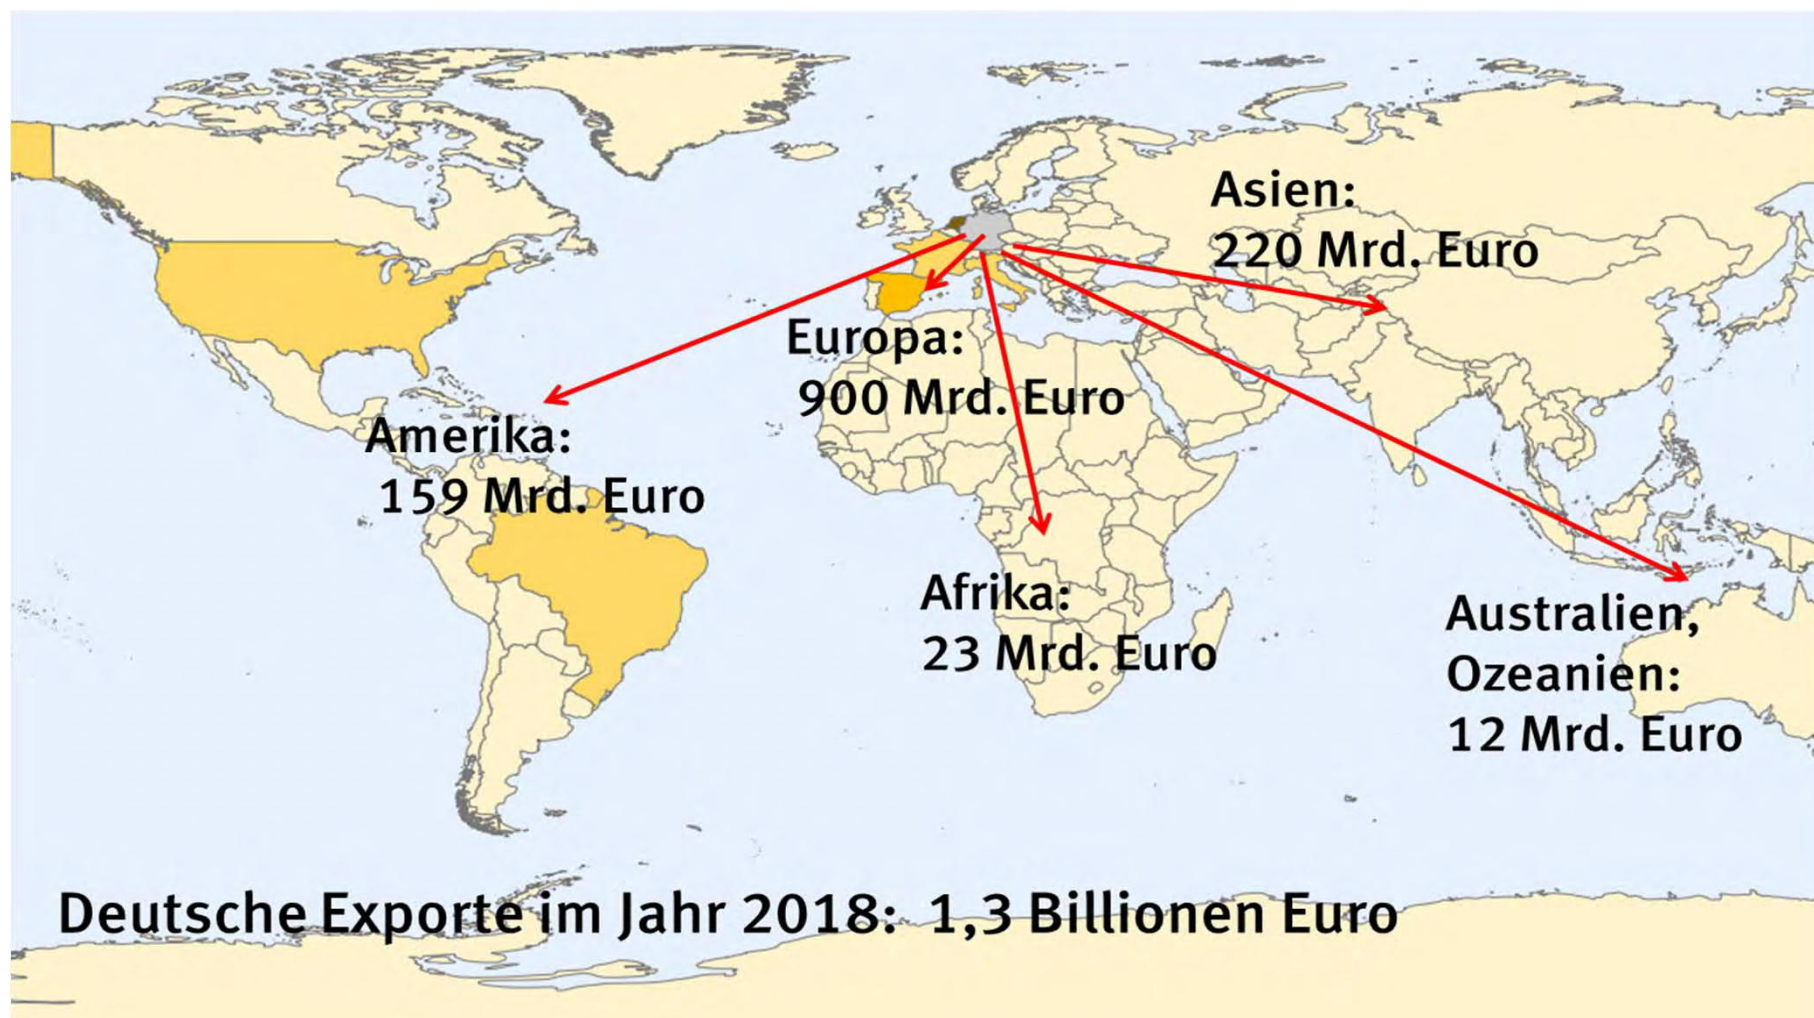 Asien:
220 Mrd. Euro
Europa:
900 Mrd. Euro
Amerika:
159 Mrd. Euro
Afrika:
23 Mrd. Euro
Australien,
Ozeanien:
12 Mrd. Euro
Deutsche Exporte im Jahr 2018: 1,3 Billionen Euro